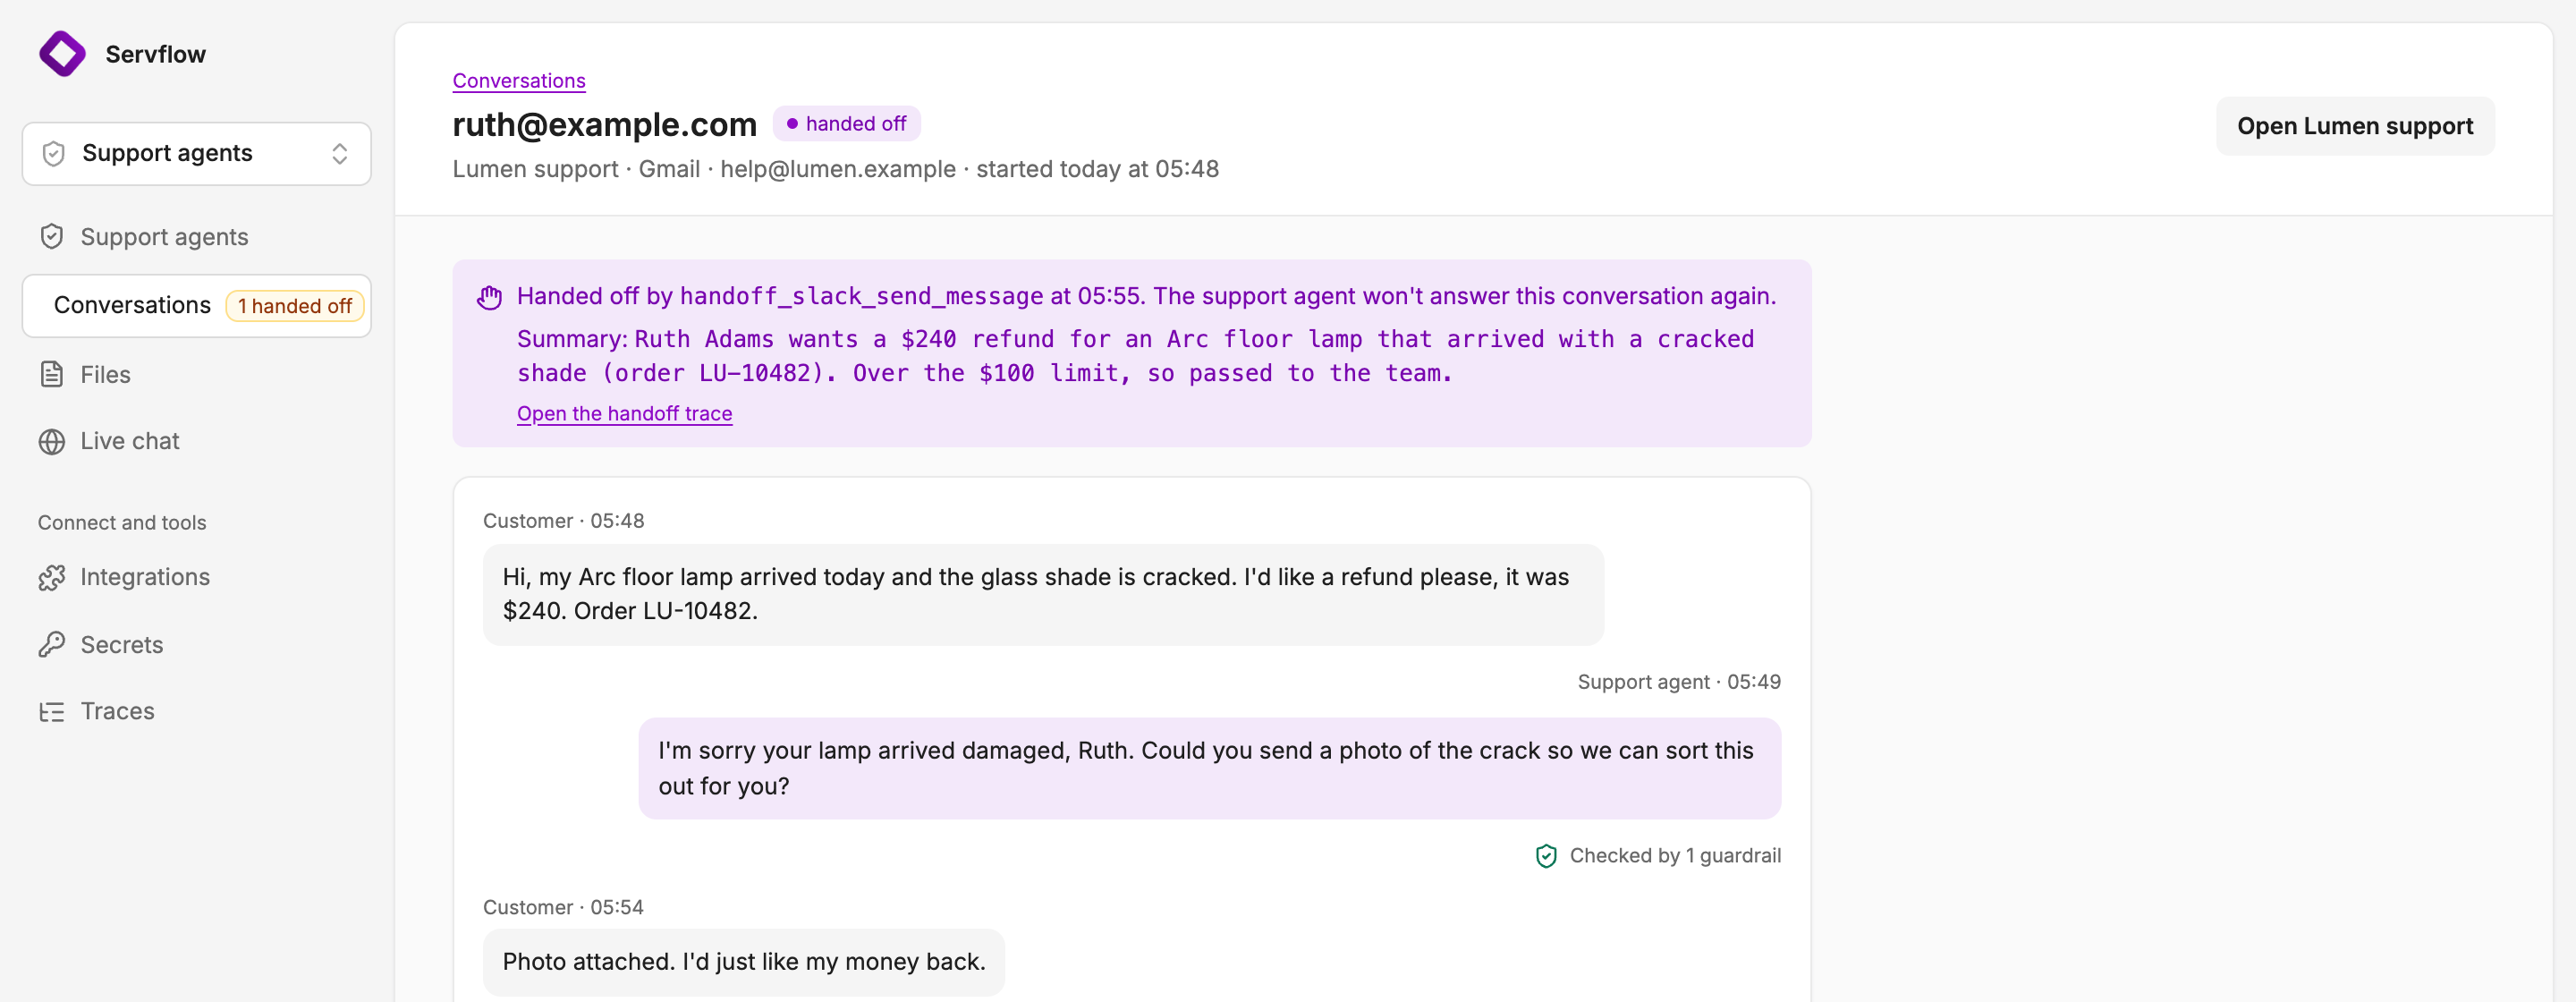 Servflow
Support agents
Support agents
Conversations 1 handed off
Files
Live chat
Connect and tools
Integrations
Secrets
Traces
Conversations
ruth@example.com handed off
Lumen support · Gmail · help@lumen.example · started today at 05:48
Open Lumen support
Handed off by handoff_slack_send_message at 05:55. The support agent won't answer this conversation again.
Summary: Ruth Adams wants a $240 refund for an Arc floor lamp that arrived with a cracked
shade (order LU-10482). Over the $100 limit, so passed to the team.
Open the handoff trace
Customer · 05:48
Hi, my Arc floor lamp arrived today and the glass shade is cracked. I'd like a refund please, it was
$240. Order LU-10482.
Support agent · 05:49
I'm sorry your lamp arrived damaged, Ruth. Could you send a photo of the crack so we can sort this
out for you?
Checked by 1 guardrail
Customer · 05:54
Photo attached. I'd just like my money back.